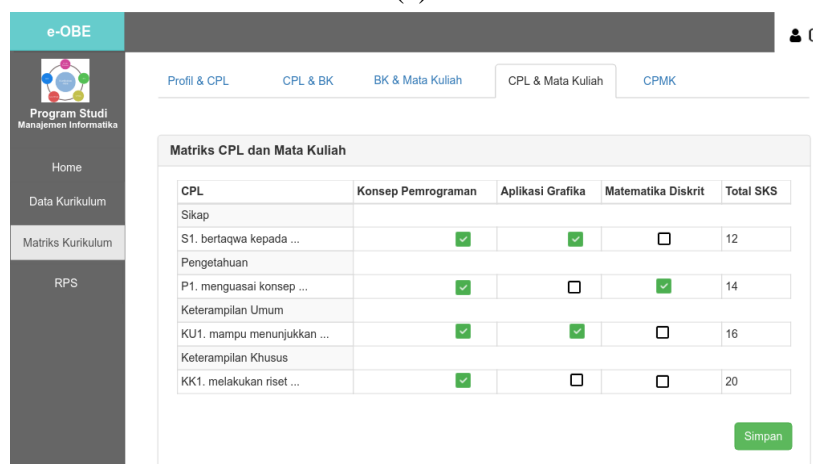 e-OBE
Profil & CPL CPL & BK BK & Mata Kuliah CPL & Mata Kuliah CPMK
Program Studi
Manajemen Informatika
Home
Data Kurikulum
Matriks Kurikulum
RPS
Matriks CPL dan Mata Kuliah
CPL Konsep Pemrograman Aplikasi Grafika Matematika Diskrit Total SKS
Sikap
S1. bertaqwa kepada ... 12
Pengetahuan
P1. menguasai konsep ... 14
Keterampilan Umum
KU1. mampu menunjukkan ... 16
Keterampilan Khusus
KK1. melakukan riset ... 20
Simpan